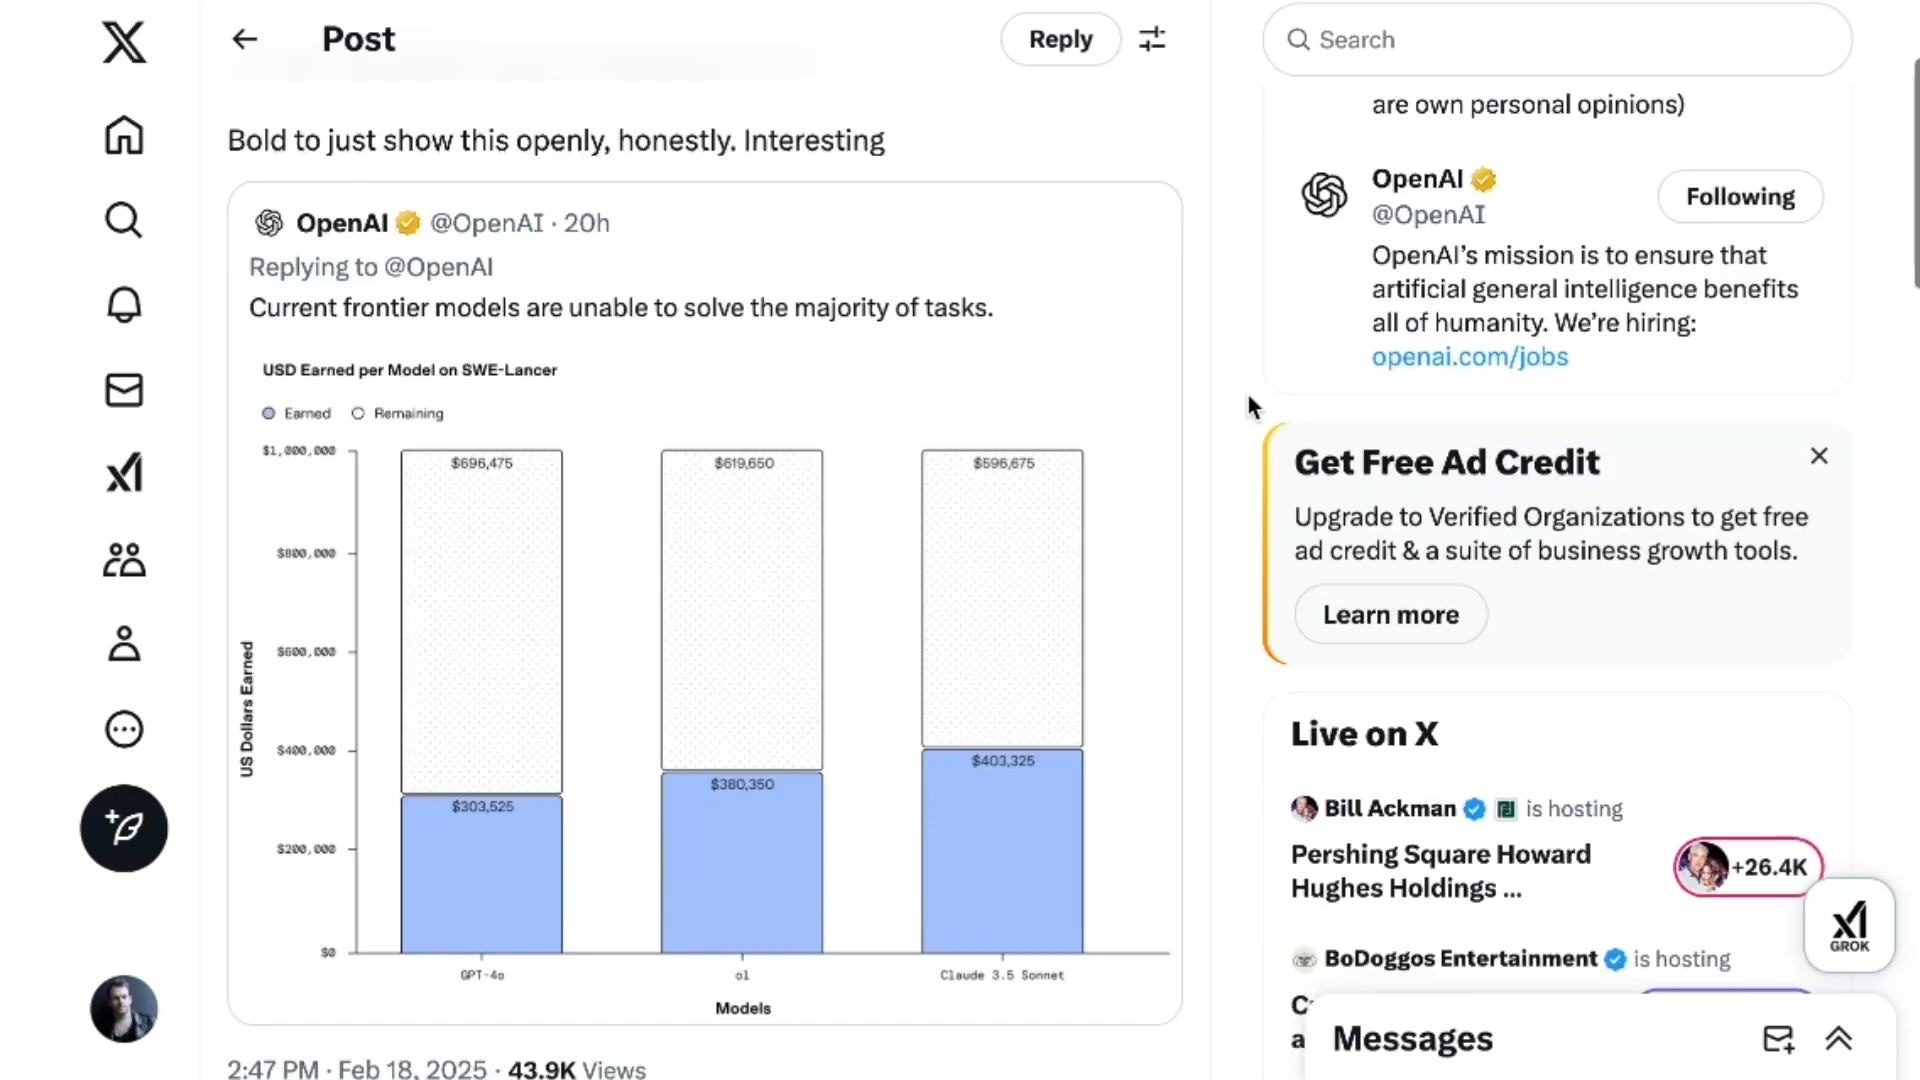 Post
Reply
Bold to just show this openly, honestly. Interesting
OpenAI @OpenAI · 20h
Replying to @OpenAI
Current frontier models are unable to solve the majority of tasks.
USD Earned per Model on SWE-Lancer
Earned Remaining
$1,000,000
$800,000
$600,000
$400,000
$200,000
$0
US Dollars Earned
$696,475
$619,650
$596,675
$303,525
$380,350
$403,325
GPT-4o
o1
Claude 3.5 Sonnet
Models
2:47 PM · Feb 18, 2025 · 43.9K Views
Search
are own personal opinions)
OpenAI
@OpenAI
Following
OpenAI’s mission is to ensure that
artificial general intelligence benefits
all of humanity. We’re hiring:
openai.com/jobs
Get Free Ad Credit
Upgrade to Verified Organizations to get free
ad credit & a suite of business growth tools.
Learn more
Live on X
Bill Ackman is hosting
Pershing Square Howard
Hughes Holdings ...
+26.4K
GROK
BoDoggos Entertainment is hosting
Messages